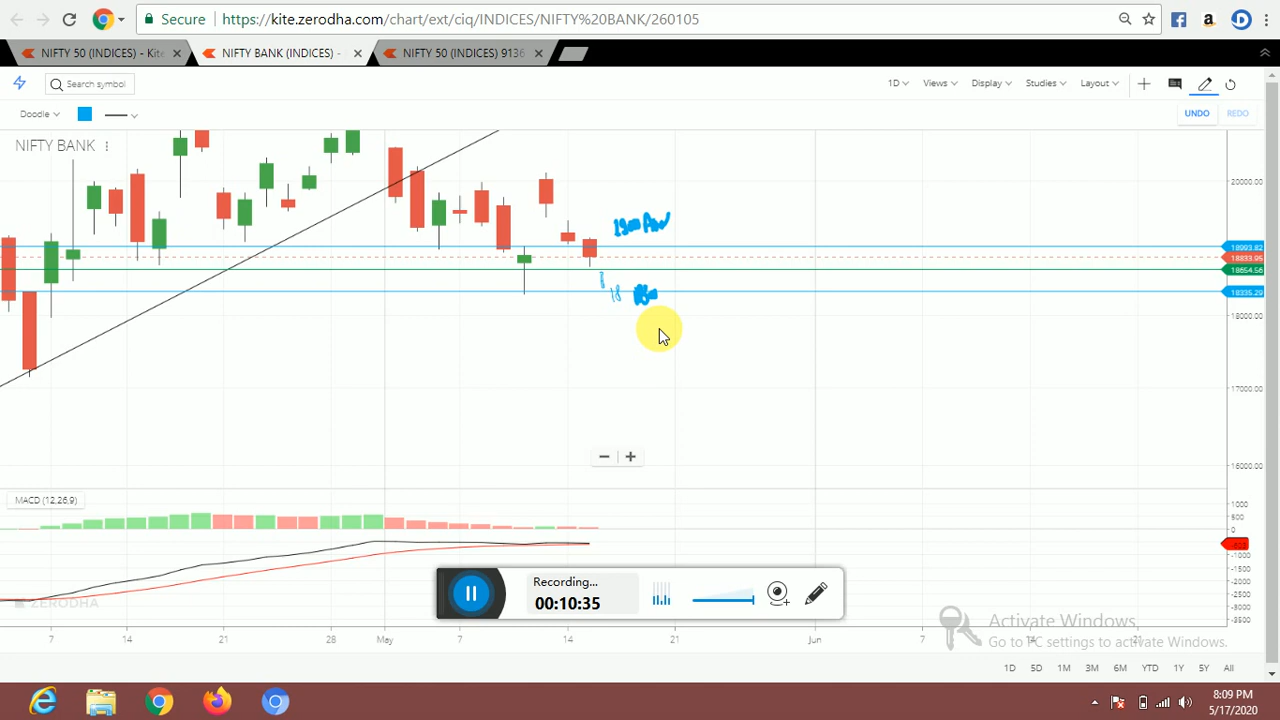 Secure https://kite.zerodha.com/chart/ext/ciq/INDICES/NIFTY%20BANK/260105
NIFTY 50 (INDICES) - Kite
NIFTY BANK (INDICES) -
NIFTY 50 (INDICES) 9136
Search symbol
1D Views Display Studies Layout
Doodle
UNDO REDO
NIFTY BANK
20000.00
18993.82
18833.95
18654.56
18
18335.29
18000.00
17000.00
16000.00
MACD (12,26,9)
1000
500
0
-1000
-1500
-2000
-2500
-3000
-3500
Recording...
00:10:35
ZERODHA
Activate Windows
Go to PC settings to activate Windows.
7 14 21 28 May 7 14 21 Jun 7 14 21
1D 5D 1M 3M 6M YTD 1Y 5Y All
8:09 PM
5/17/2020